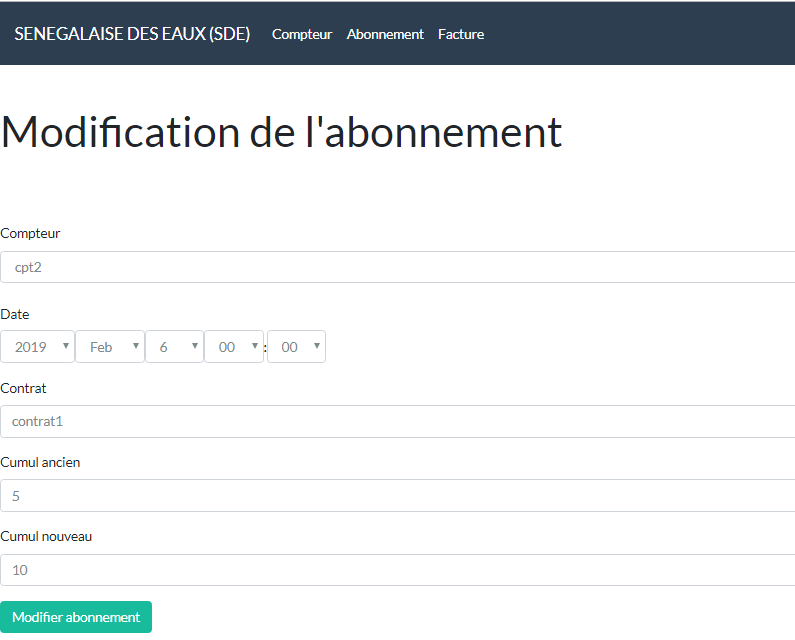 SENEGALAISE DES EAUX (SDE) Compteur Abonnement Facture
Modification de l'abonnement
Compteur
cpt2
Date
2019 Feb 6 00 : 00
Contrat
contrat1
Cumul ancien
5
Cumul nouveau
10
Modifier abonnement